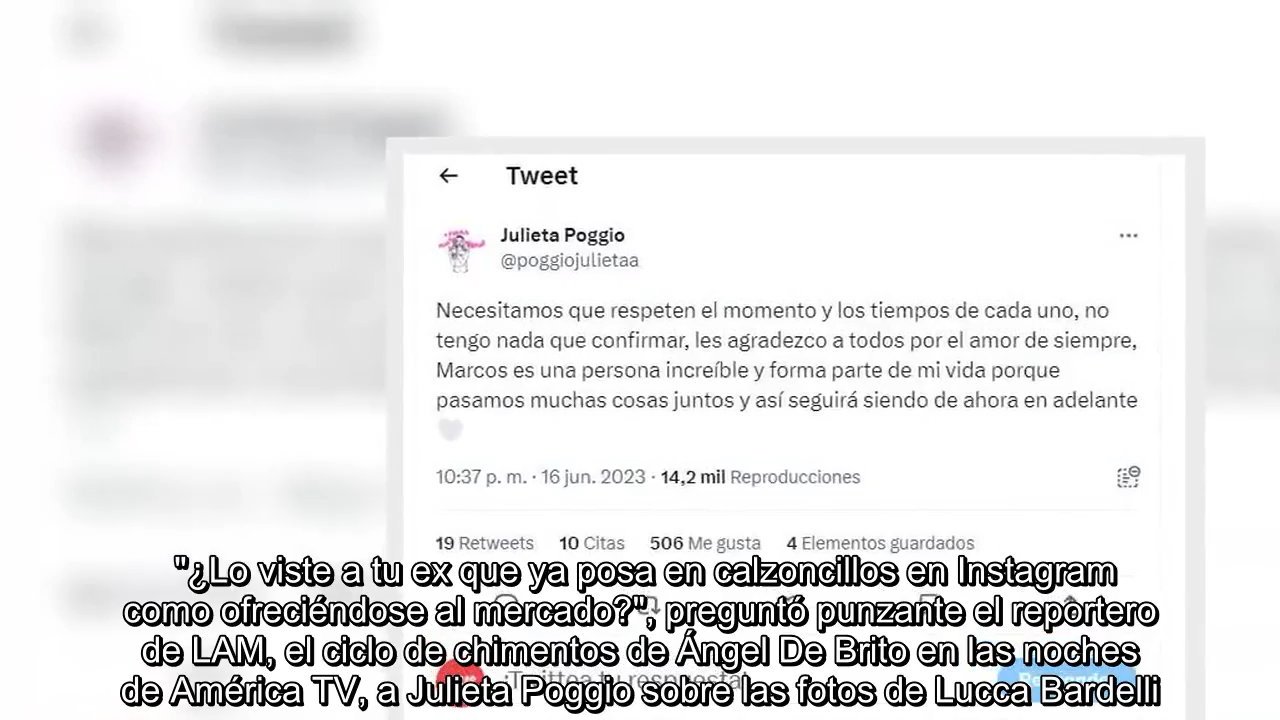 Tweet
Julieta Poggio
@poggiojulietaa
Necesitamos que respeten el momento y los tiempos de cada uno, no
tengo nada que confirmar, les agradezco a todos por el amor de siempre,
Marcos es una persona increíble y forma parte de mi vida porque
pasamos muchas cosas juntos y así seguirá siendo de ahora en adelante
10:37 p. m. · 16 jun. 2023 · 14,2 mil Reproducciones
19 Retweets 10 Citas 506 Me gusta 4 Elementos guardados
"¿Lo viste a tu ex que ya posa en calzoncillos en Instagram
como ofreciéndose al mercado?", preguntó punzante el reportero
de LAM, el ciclo de chimentos de Ángel De Brito en las noches
de América TV, a Julieta Poggio sobre las fotos de Lucca Bardelli